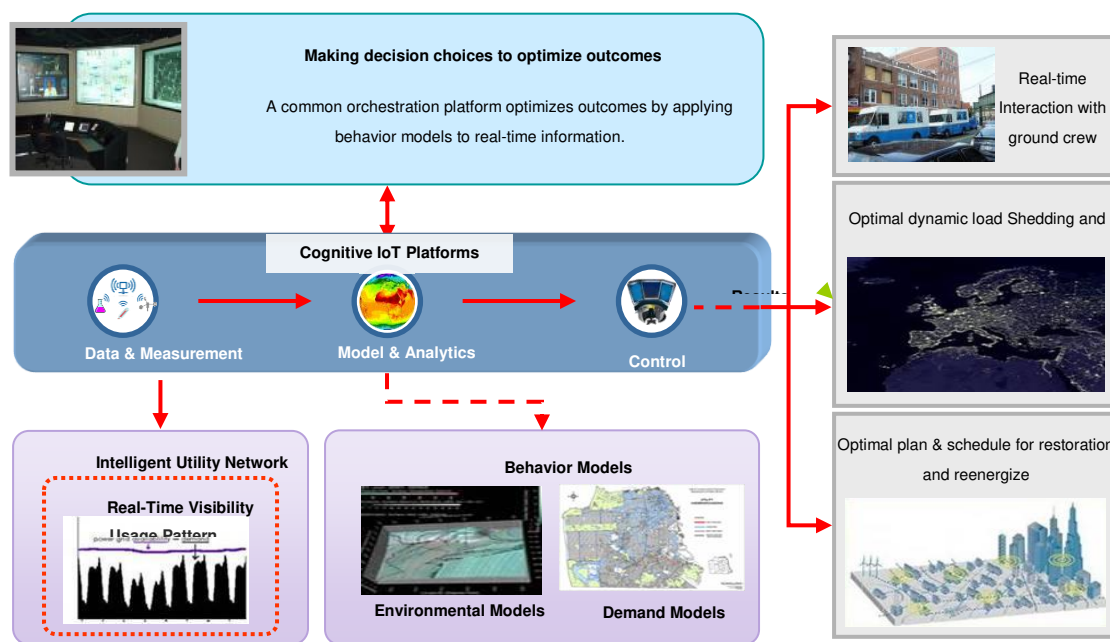 Making decision choices to optimize outcomes
A common orchestration platform optimizes outcomes by applying
behavior models to real-time information.
Real-time
Interaction with
ground crew
Optimal dynamic load Shedding and
Optimal plan & schedule for restoration
and reenergize
Cognitive IoT Platforms
Data & Measurement
Model & Analytics
Control
Results
Intelligent Utility Network
Real-Time Visibility
Usage Pattern
Behavior Models
Environmental Models
Demand Models